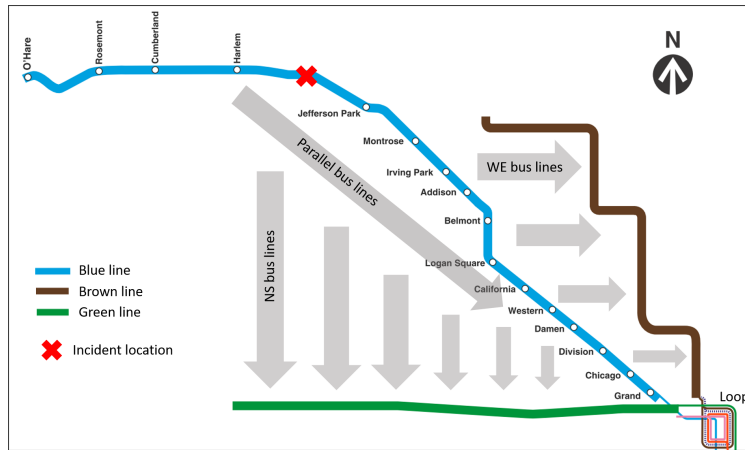 O'Hare
Rosemont
Cumberland
Harlem
N
Jefferson Park
Montrose
Parallel bus lines
WE bus lines
Irving Park
Addison
Belmont
NS bus lines
Logan Square
Blue line
California
Brown line
Western
Green line
Damen
Incident location
Division
Chicago
Grand
Loop